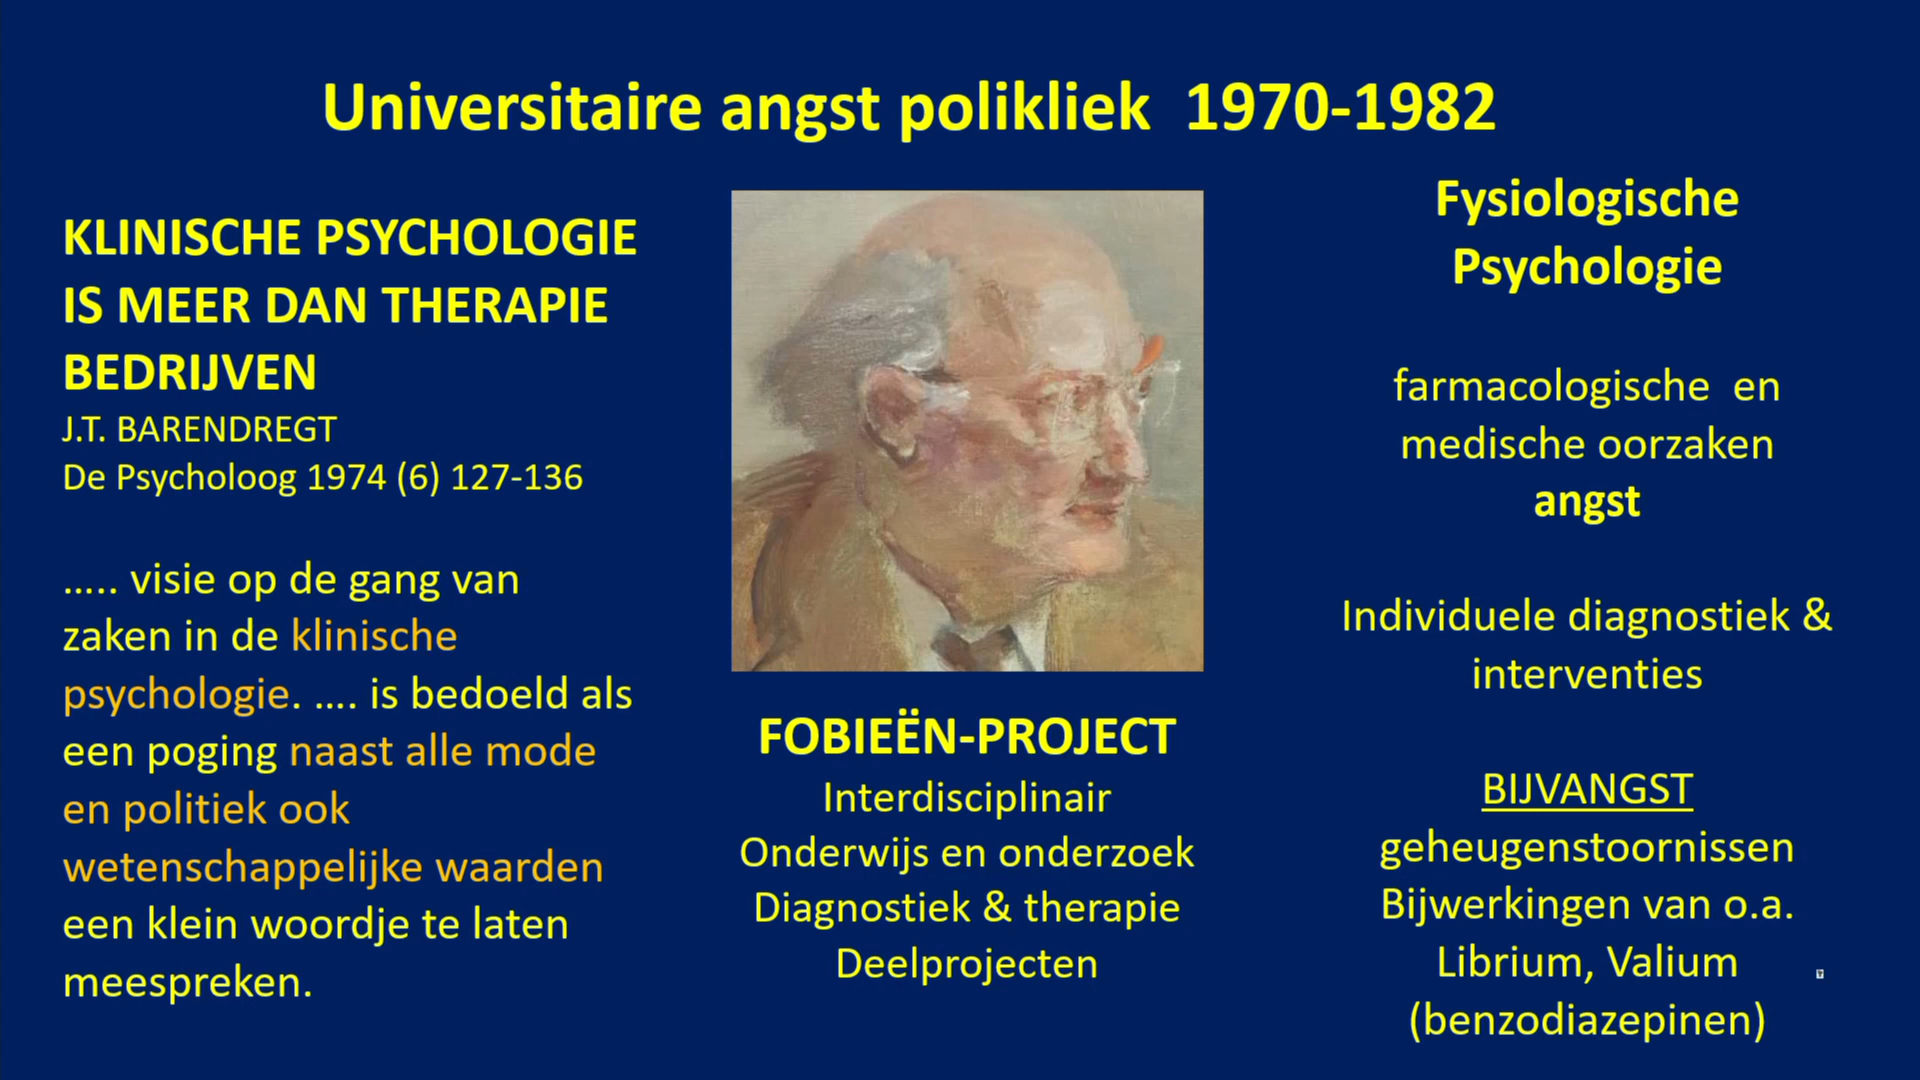 Universitaire angst polikliek 1970-1982
KLINISCHE PSYCHOLOGIE
IS MEER DAN THERAPIE
BEDRIJVEN
J.T. BARENDREGT
De Psycholoog 1974 (6) 127-136
..... visie op de gang van
zaken in de klinische
psychologie. .... is bedoeld als
een poging naast alle mode
en politiek ook
wetenschappelijke waarden
een klein woordje te laten
meespreken.
FOBIEËN-PROJECT
Interdisciplinair
Onderwijs en onderzoek
Diagnostiek & therapie
Deelprojecten
Fysiologische
Psychologie
farmacologische en
medische oorzaken
angst
Individuele diagnostiek &
interventies
BIJVANGST
geheugenstoornissen
Bijwerkingen van o.a.
Librium, Valium
(benzodiazepinen)